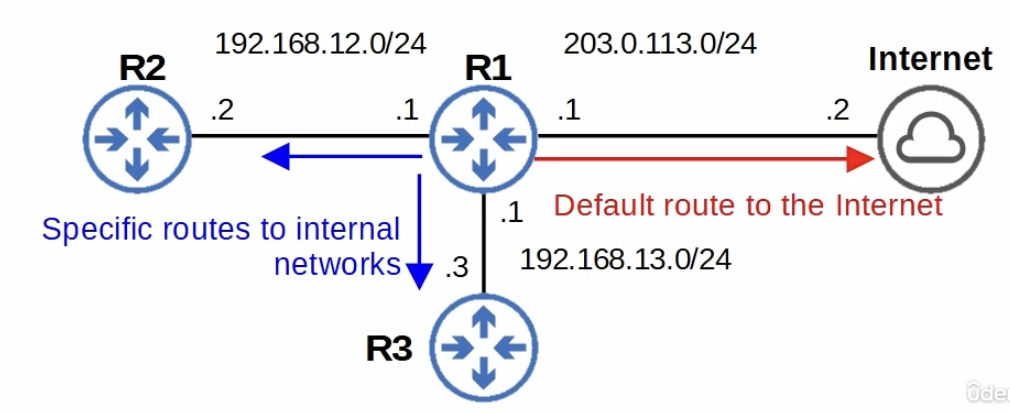 192.168.12.0/24
203.0.113.0/24
Internet
R2
R1
.2
.1
.1
.2
Default route to the Internet
Specific routes to internal
networks
.1
.3
192.168.13.0/24
R3